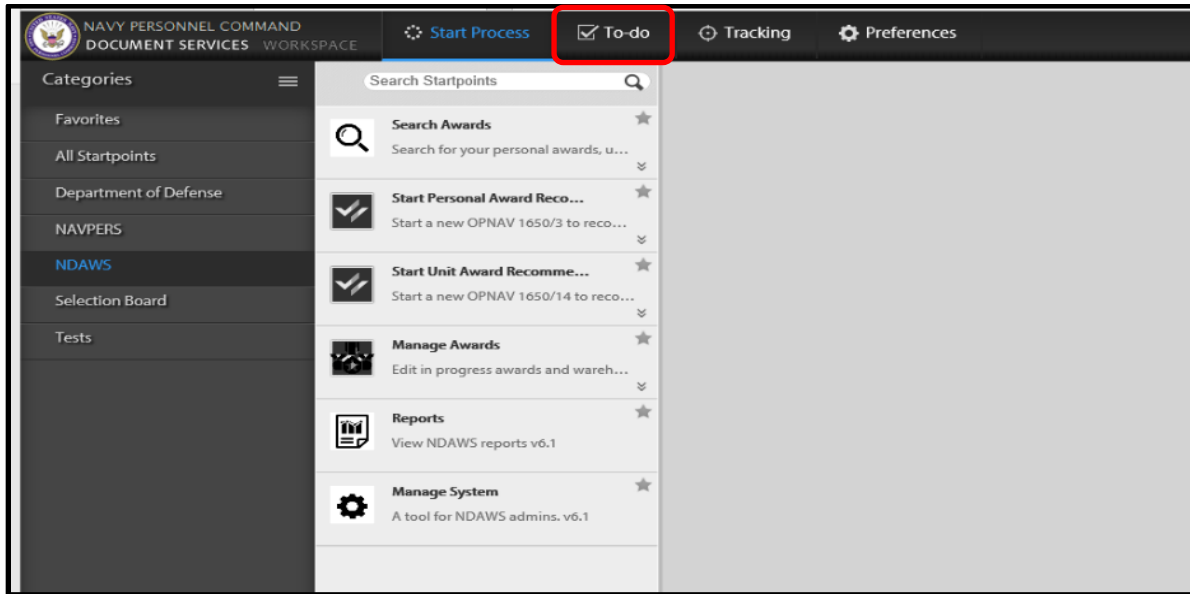 NAVY PERSONNEL COMMAND
DOCUMENT SERVICES WORKSPACE
Start Process
To-do
Tracking
Preferences
Categories
Favorites
All Startpoints
Department of Defense
NAVPERS
NDAWS
Selection Board
Tests
Search Startpoints
Search Awards
Search for your personal awards, u...
Start Personal Award Reco...
Start a new OPNAV 1650/3 to reco...
Start Unit Award Recomme...
Start a new OPNAV 1650/14 to reco...
Manage Awards
Edit in progress awards and wareh...
Reports
View NDAWS reports v6.1
Manage System
A tool for NDAWS admins. v6.1